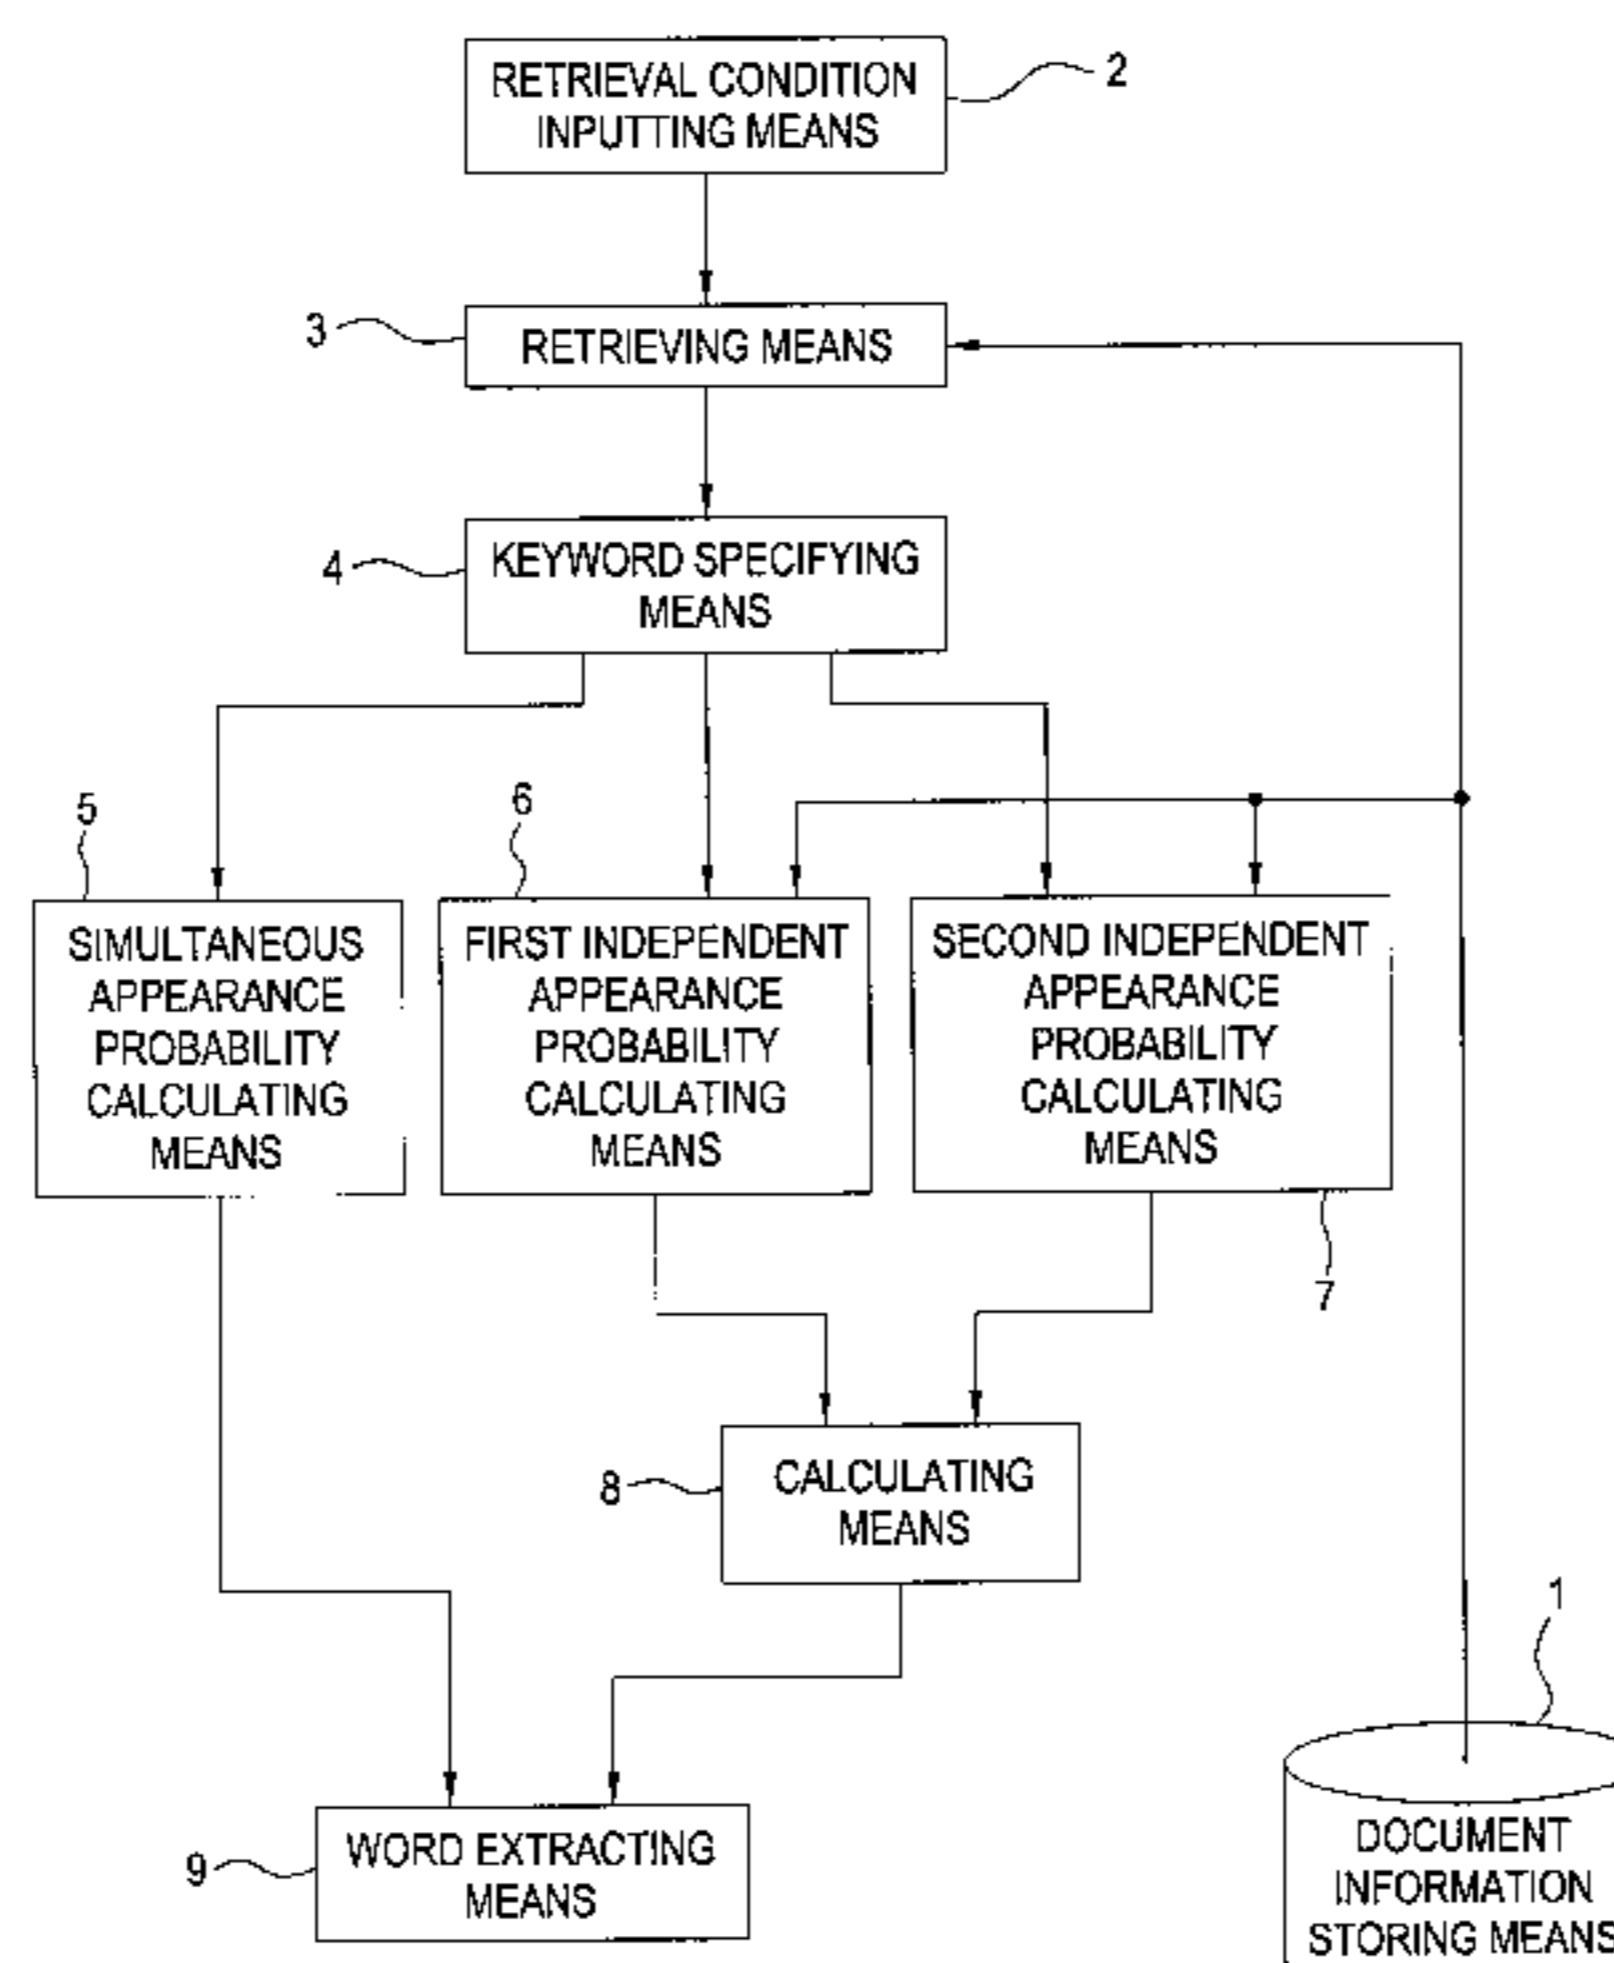 RETRIEVAL CONDITION
INPUTTING MEANS
2
3
RETRIEVING MEANS
4
KEYWORD SPECIFYING
MEANS
5
SIMULTANEOUS
APPEARANCE
PROBABILITY
CALCULATING
MEANS
6
FIRST INDEPENDENT
APPEARANCE
PROBABILITY
CALCULATING
MEANS
SECOND INDEPENDENT
APPEARANCE
PROBABILITY
CALCULATING
MEANS
7
8
CALCULATING
MEANS
9
WORD EXTRACTING
MEANS
1
DOCUMENT
INFORMATION
STORING MEANS